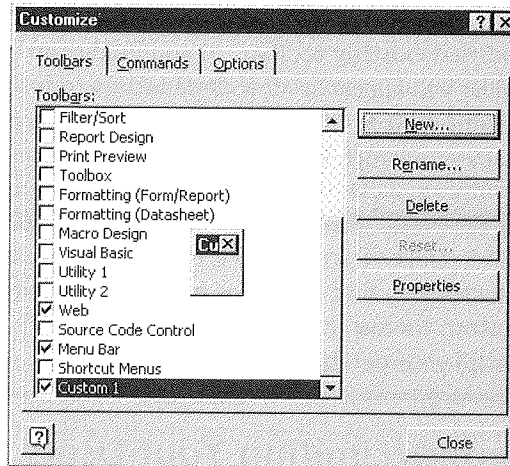 Customize
Toolbars Commands Options
Toolbars:
Filter/Sort
Report Design
Print Preview
Toolbox
Formatting (Form/Report)
Formatting (Datasheet)
Macro Design
Visual Basic
Utility 1
Utility 2
Web
Source Code Control
Menu Bar
Shortcut Menus
Custom 1
Cu
New...
Rename...
Delete
Reset...
Properties
Close